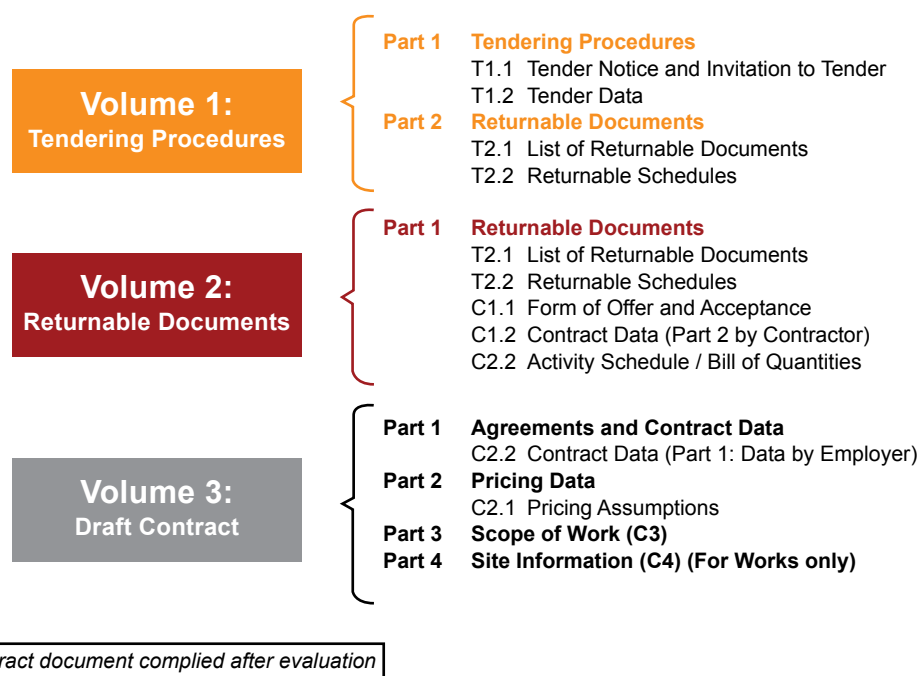 Volume 1:
Tendering Procedures
Part 1 Tendering Procedures
T1.1 Tender Notice and Invitation to Tender
T1.2 Tender Data
Part 2 Returnable Documents
T2.1 List of Returnable Documents
T2.2 Returnable Schedules
Volume 2:
Returnable Documents
Part 1 Returnable Documents
T2.1 List of Returnable Documents
T2.2 Returnable Schedules
C1.1 Form of Offer and Acceptance
C1.2 Contract Data (Part 2 by Contractor)
C2.2 Activity Schedule / Bill of Quantities
Volume 3:
Draft Contract
Part 1 Agreements and Contract Data
C2.2 Contract Data (Part 1: Data by Employer)
Part 2 Pricing Data
C2.1 Pricing Assumptions
Part 3 Scope of Work (C3)
Part 4 Site Information (C4) (For Works only)
ract document complied after evaluation